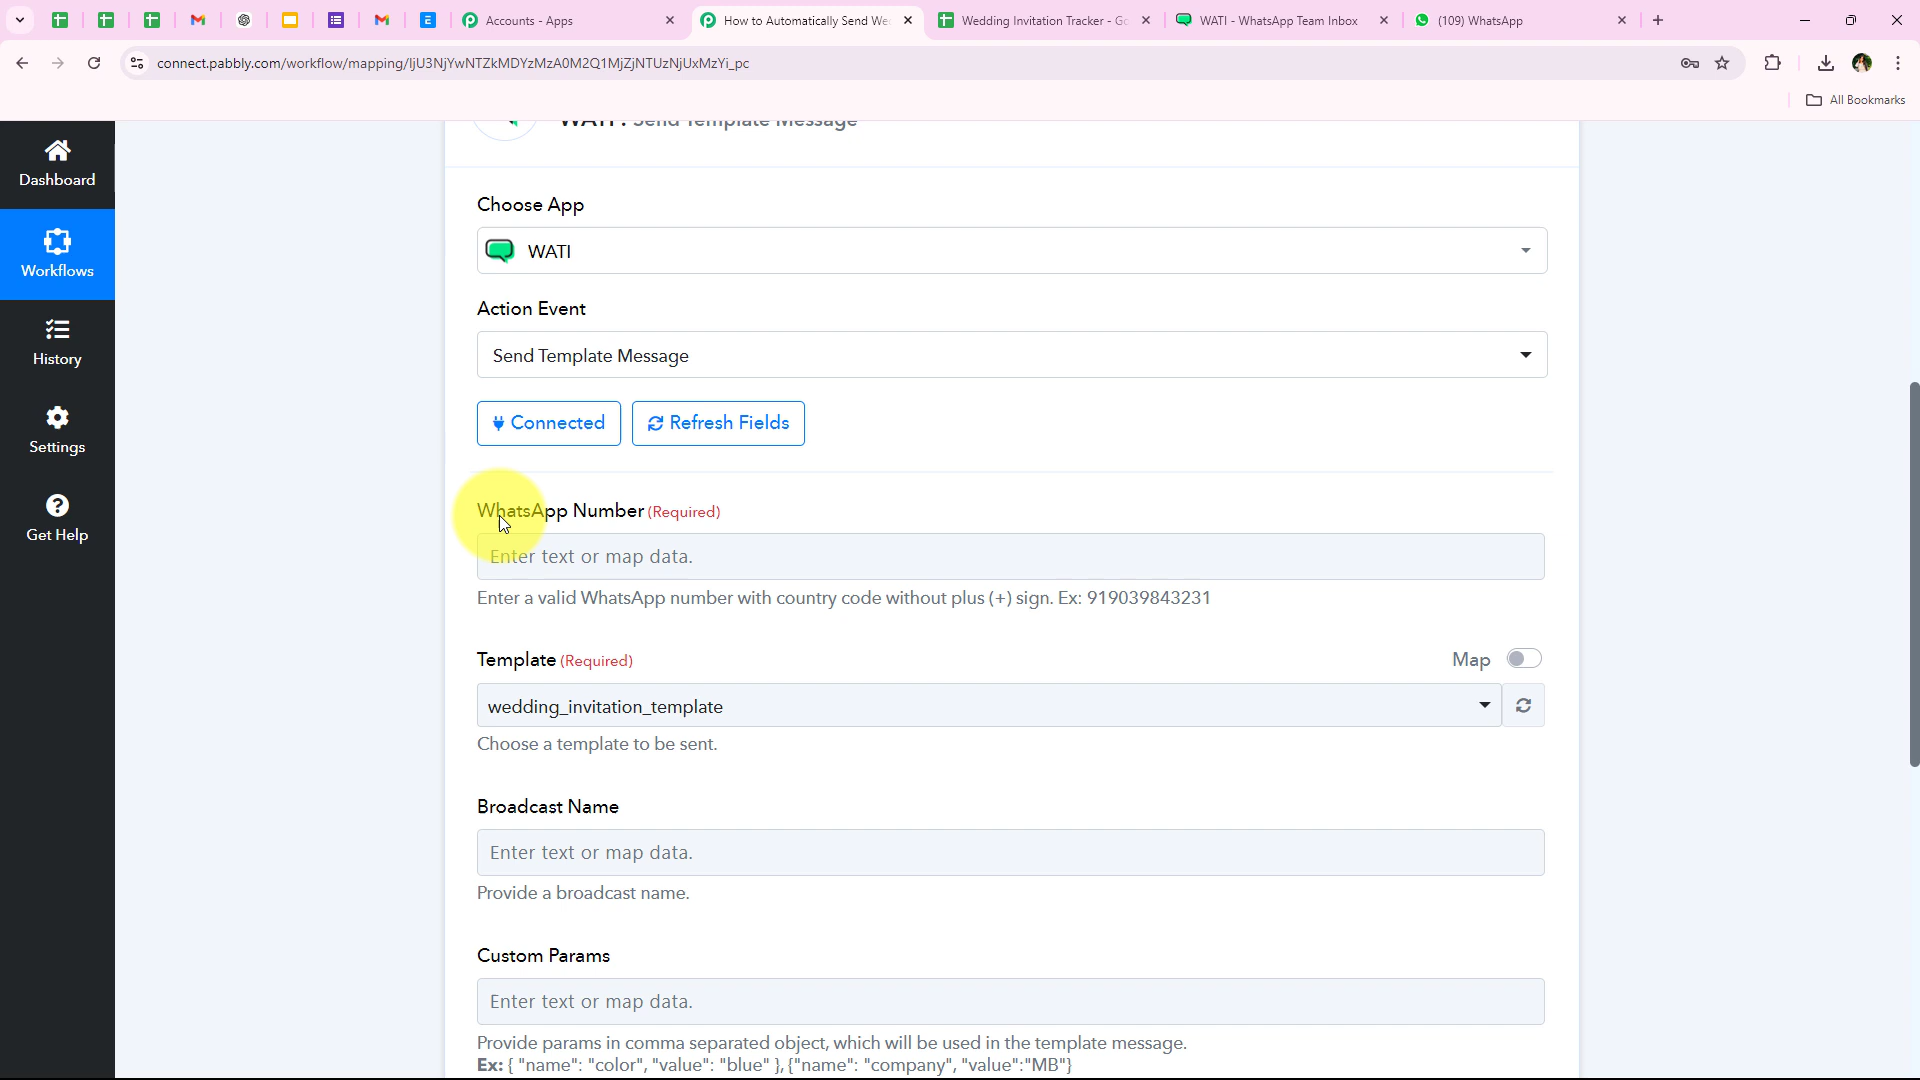 Accounts - Apps
How to Automatically Send We
Wedding Invitation Tracker - Go
WATI - WhatsApp Team Inbox
(109) WhatsApp
connect.pabbly.com/workflow/mapping/IjU3NjYwNTZkMDYzMzA0M2Q1MjZjNTUzNjUxMzYi_pc
All Bookmarks
WATI : Send Template Message
Dashboard
Workflows
History
Settings
Get Help
Choose App
WATI
Action Event
Send Template Message
Connected
Refresh Fields
WhatsApp Number (Required)
Enter text or map data.
Enter a valid WhatsApp number with country code without plus (+) sign. Ex: 919039843231
Template (Required)
Map
wedding_invitation_template
Choose a template to be sent.
Broadcast Name
Enter text or map data.
Provide a broadcast name.
Custom Params
Enter text or map data.
Provide params in comma separated object, which will be used in the template message.
Ex: { "name": "color", "value": "blue" }, {"name": "company", "value":"MB"}